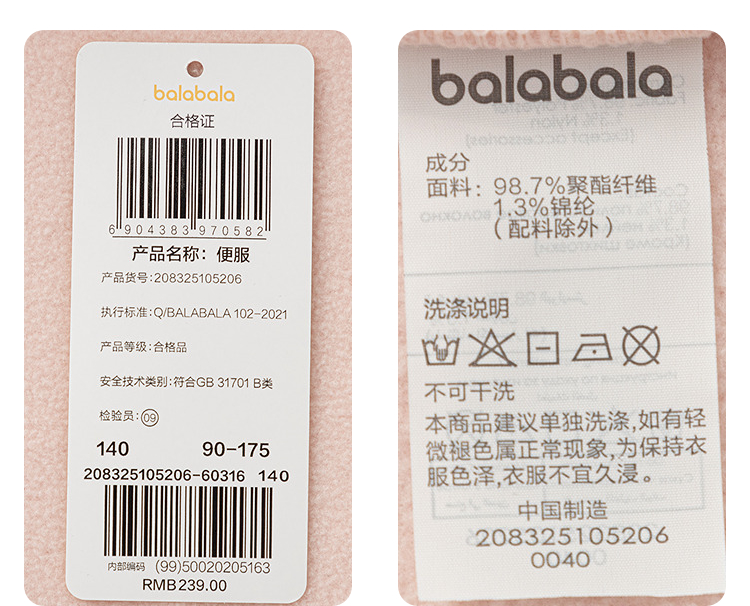 balabala
合格证
6 904383 970582
产品名称：便服
产品货号：208325105206
执行标准：Q/BALABALA 102-2021
产品等级：合格品
安全技术类别：符合GB 31701 B类
检验员：09
140 90-175
208325105206-60316 140
内部编码 (99)50020205163
RMB239.00
balabala
成分
面料：98.7%聚酯纤维
1.3%锦纶
（配料除外）
洗涤说明
不可干洗
本商品建议单独洗涤,如有轻
微褪色属正常现象,为保持衣
服色泽,衣服不宜久浸。
中国制造
208325105206
0040